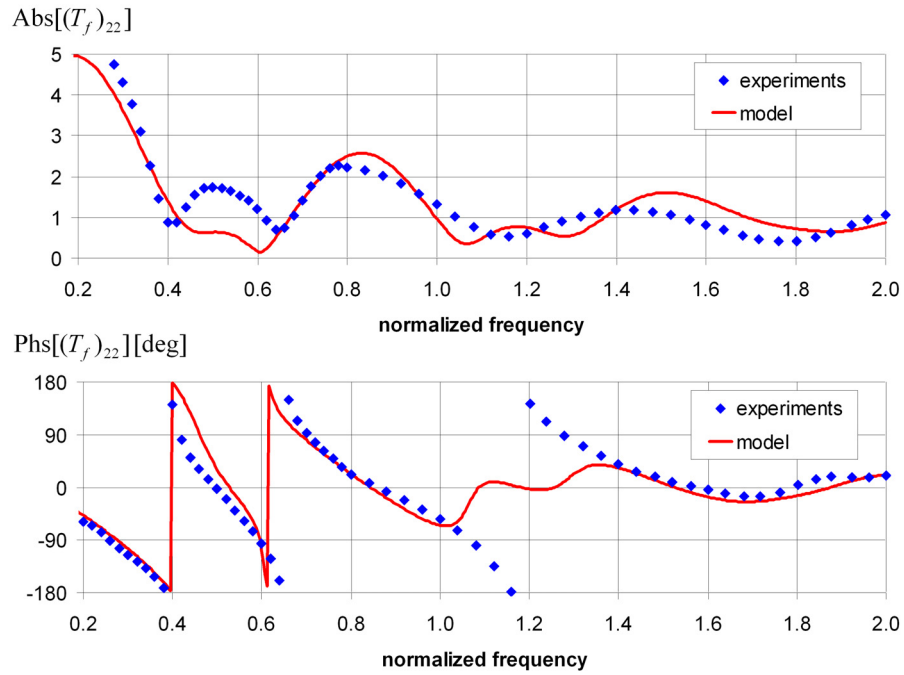 Abs[(T_f)_22]
5
4
3
2
1
0
experiments
model
0.2 0.4 0.6 0.8 1.0 1.2 1.4 1.6 1.8 2.0
normalized frequency
Phs[(T_f)_22][deg]
180
90
0
-90
-180
experiments
model
0.2 0.4 0.6 0.8 1.0 1.2 1.4 1.6 1.8 2.0
normalized frequency